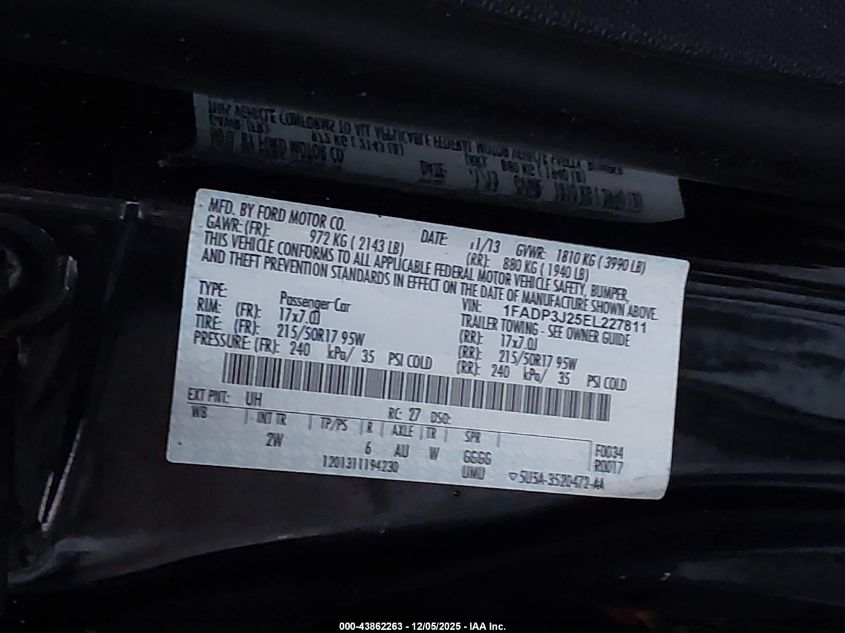 MFD. BY FORD MOTOR CO.
DATE: 11/13 GVWR: 1810 KG ( 3990 LB)
GAWR: (FR): 972 KG ( 2143 LB) (RR): 880 KG ( 1940 LB)
THIS VEHICLE CONFORMS TO ALL APPLICABLE FEDERAL MOTOR VEHICLE SAFETY, BUMPER,
AND THEFT PREVENTION STANDARDS IN EFFECT ON THE DATE OF MANUFACTURE SHOWN ABOVE.
VIN: 1FADP3J25EL227811
TYPE: Passenger Car TRAILER TOWING - SEE OWNER GUIDE
RIM: (FR): 17x7.0J (RR): 17x7.0J
TIRE: (FR): 215/50R17 95W (RR): 215/50R17 95W
PRESSURE: (FR): 240 kPa/ 35 PSI COLD (RR): 240 kPa/ 35 PSI COLD
EXT PNT: UH RC: 27 DSO:
WB INT TR TP/PS R AXLE TR SPR F0034
2W 6 AU W GGGG R0017
1201311194230 UMU 5U5A-3520472-AA
000-43862263 - 12/05/2025 - IAA Inc.